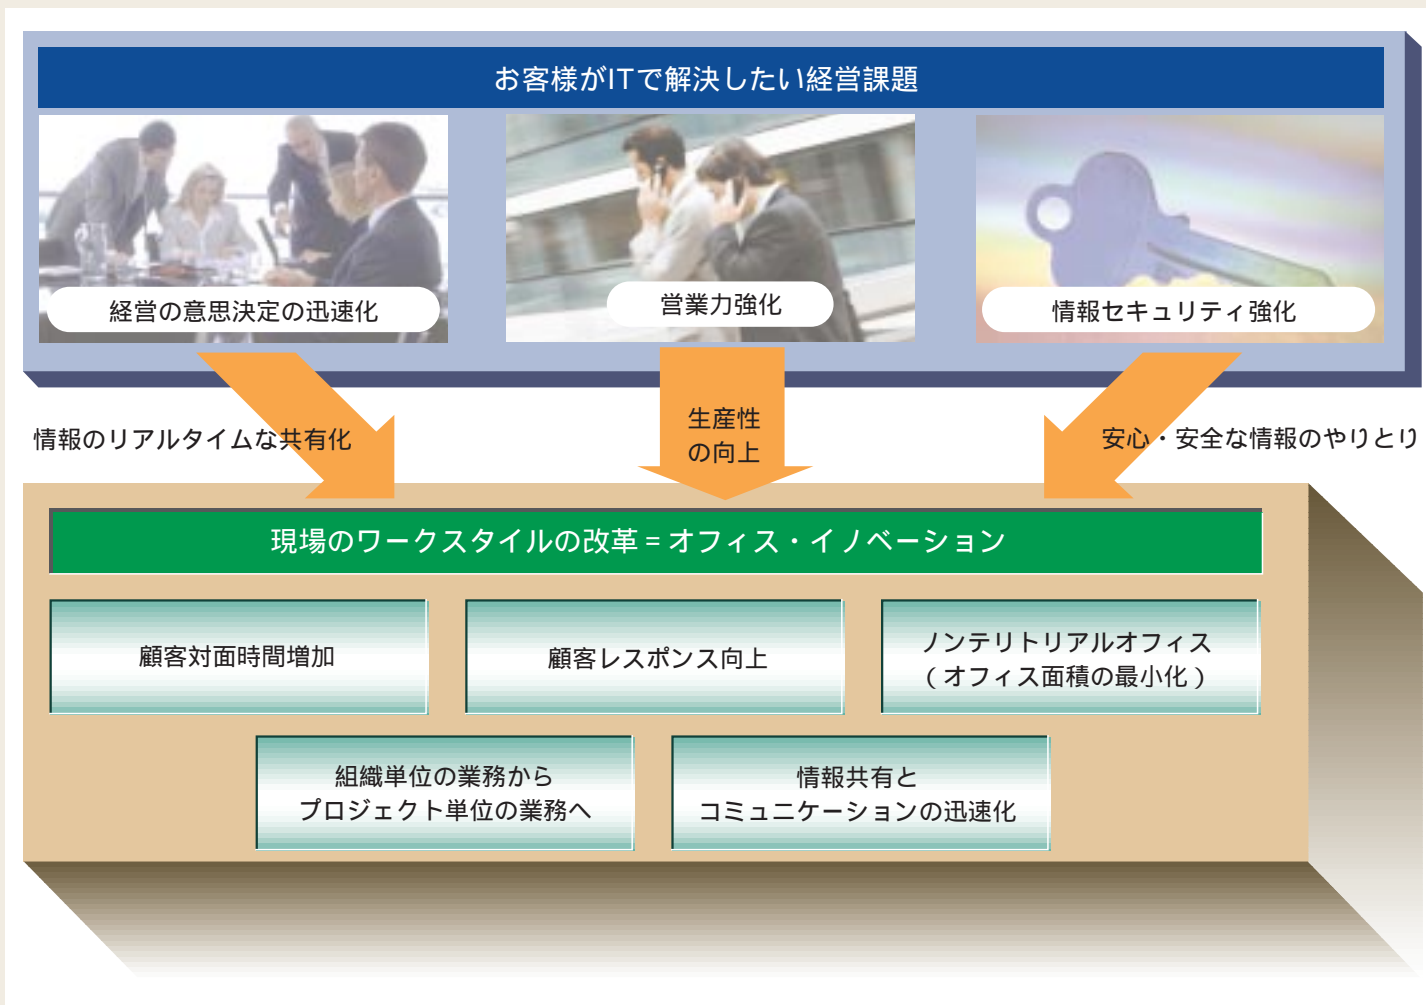 お客様がITで解決したい経営課題
経営の意思決定の迅速化
営業力強化
情報セキュリティ強化
情報のリアルタイムな共有化
生産性
の向上
安心・安全な情報のやりとり
現場のワークスタイルの改革＝オフィス・イノベーション
顧客対面時間増加
顧客レスポンス向上
ノンテリトリアルオフィス
（オフィス面積の最小化）
組織単位の業務から
プロジェクト単位の業務へ
情報共有と
コミュニケーションの迅速化